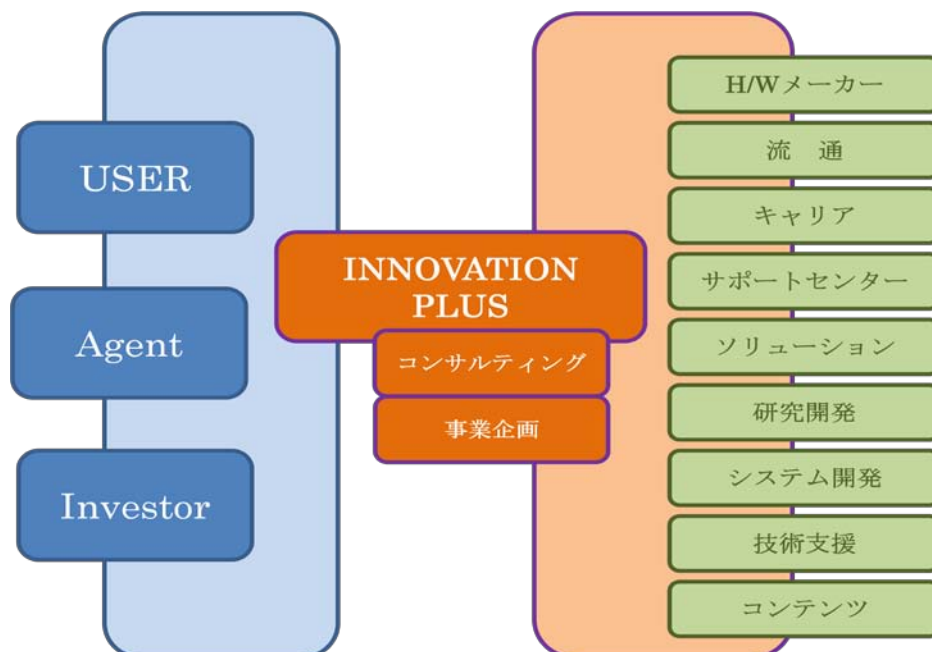 USER
Agent
Investor
INNOVATION
PLUS
コンサルティング
事業企画
H/Wメーカー
流　通
キャリア
サポートセンター
ソリューション
研究開発
システム開発
技術支援
コンテンツ